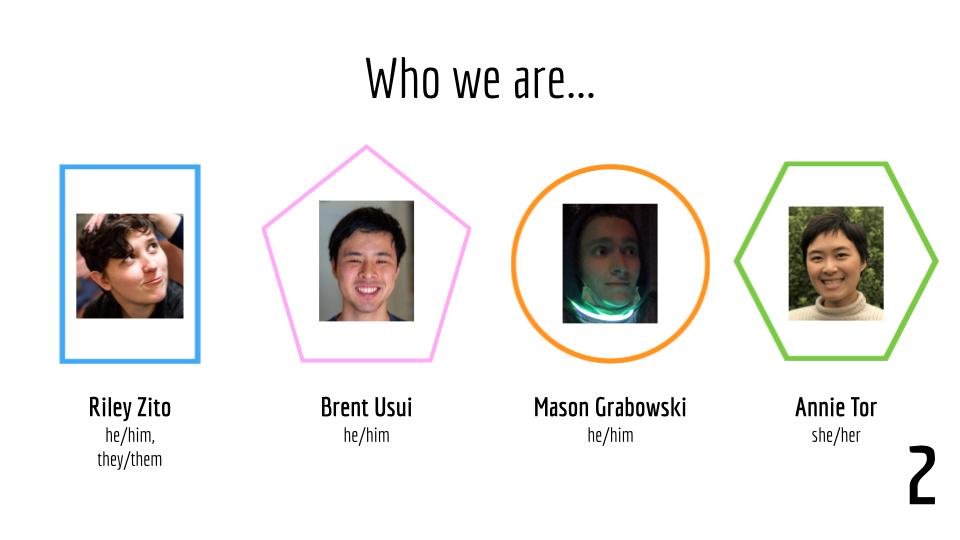 Who we are...
Riley Zito
he/him,
they/them
Brent Usui
he/him
Mason Grabowski
he/him
Annie Tor
she/her
2